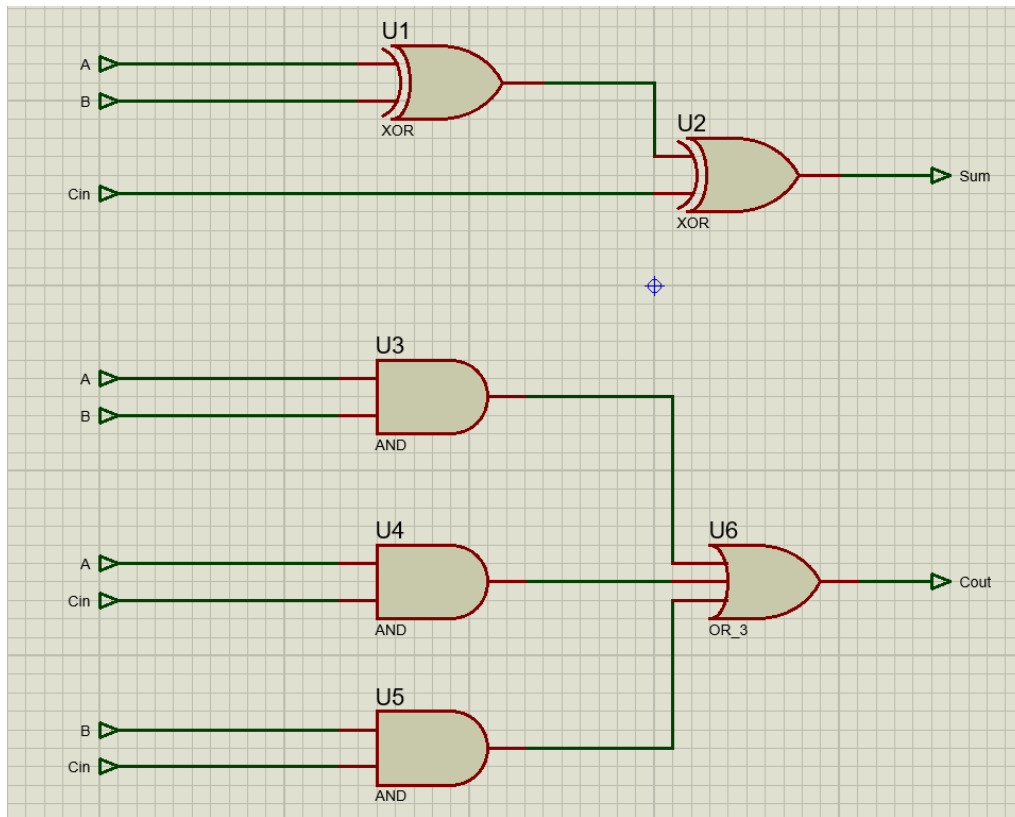 U1
A
B
XOR
U2
Cin
Sum
XOR
U3
A
B
AND
U4
U6
A
Cin
Cout
AND
OR_3
U5
B
Cin
AND